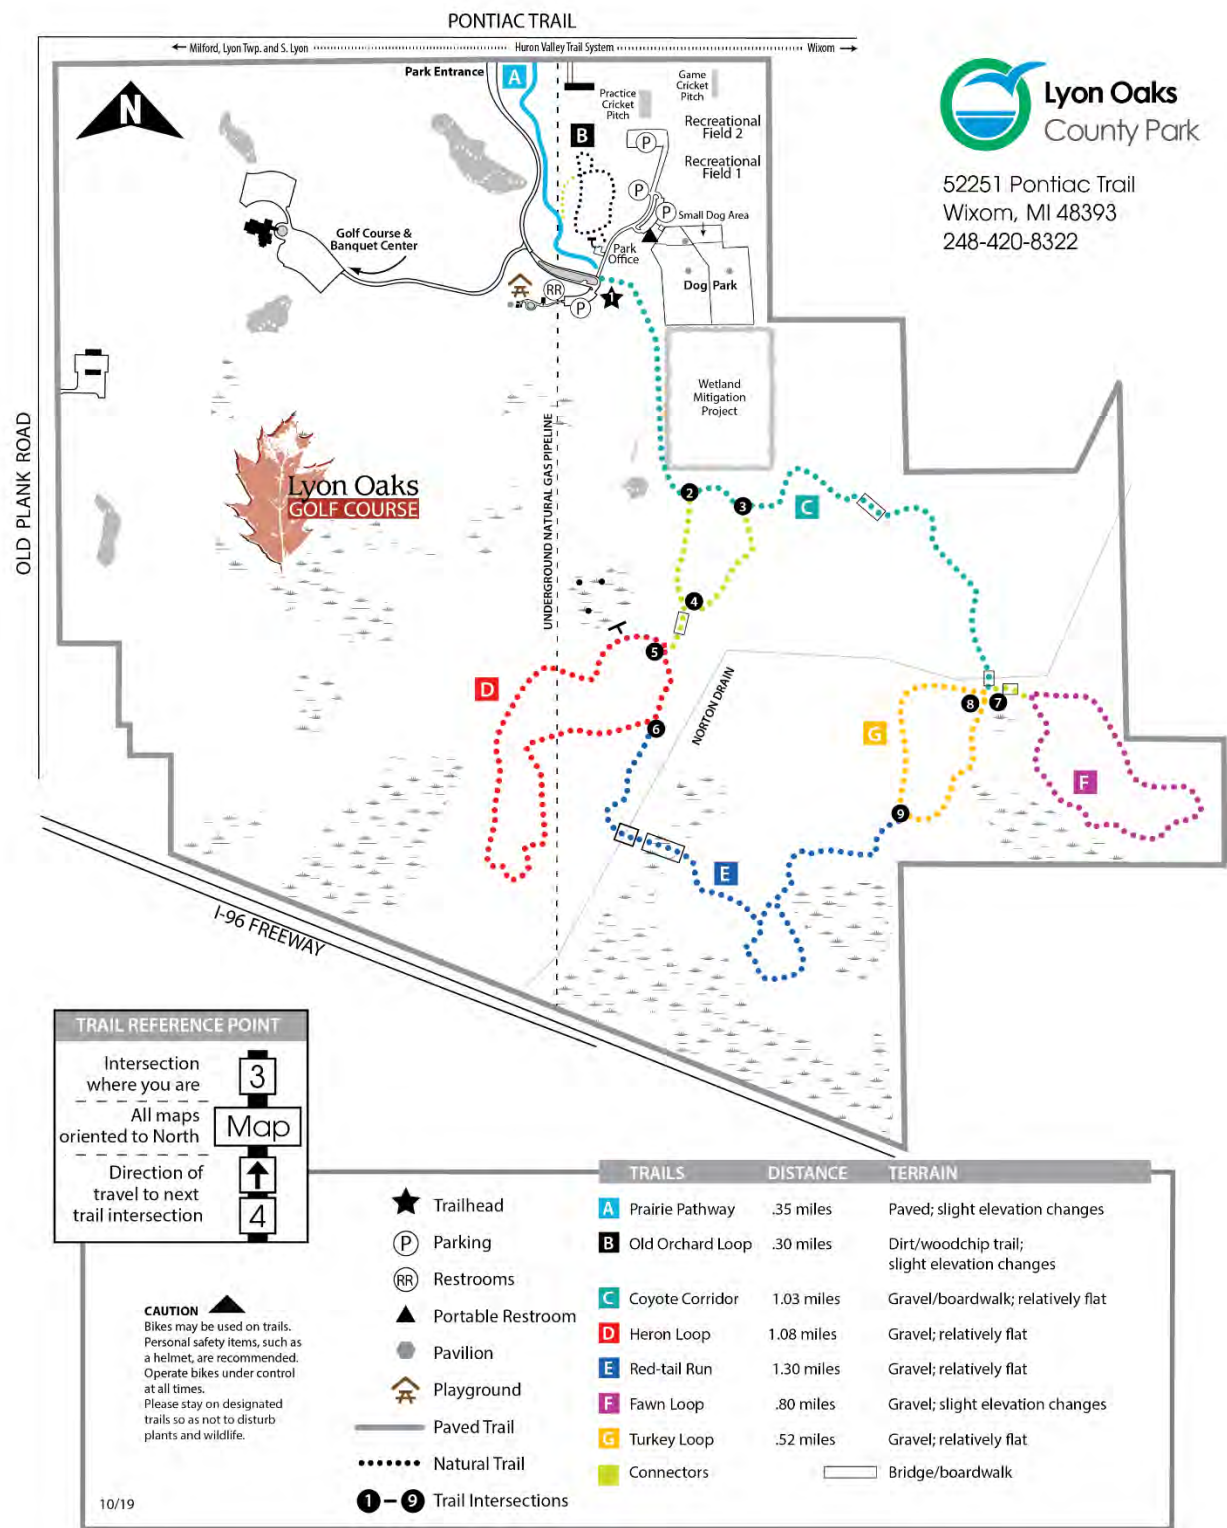 PONTIAC TRAIL
Milford, Lyon Twp. and S. Lyon
Huron Valley Trail System
Wixom
Park Entrance
A
N
B
Practice
Cricket
Pitch
Game
Cricket
Pitch
Recreational
Field 2
Recreational
Field 1
P
P
P
Small Dog Area
Lyon Oaks
County Park
52251 Pontiac Trail
Wixom, MI 48393
248-420-8322
Golf Course &
Banquet Center
Park
Office
Dog Park
RR
P
1
Wetland
Mitigation
Project
OLD PLANK ROAD
UNDERGROUND NATURAL GAS PIPELINE
Lyon Oaks
GOLF COURSE
2
3
C
4
5
D
6
NORTON DRAIN
8
7
G
F
9
E
I-96 FREEWAY
TRAIL REFERENCE POINT
Intersection
where you are
3
All maps
oriented to North
Map
Direction of
travel to next
trail intersection
4
CAUTION
Bikes may be used on trails.
Personal safety items, such as
a helmet, are recommended.
Operate bikes under control
at all times.
Please stay on designated
trails so as not to disturb
plants and wildlife.
10/19
Trailhead
P Parking
RR Restrooms
Portable Restroom
Pavilion
Playground
Paved Trail
Natural Trail
1 – 9 Trail Intersections
TRAILS DISTANCE TERRAIN
A Prairie Pathway .35 miles Paved; slight elevation changes
B Old Orchard Loop .30 miles Dirt/woodchip trail;
slight elevation changes
C Coyote Corridor 1.03 miles Gravel/boardwalk; relatively flat
D Heron Loop 1.08 miles Gravel; relatively flat
E Red-tail Run 1.30 miles Gravel; relatively flat
F Fawn Loop .80 miles Gravel; slight elevation changes
G Turkey Loop .52 miles Gravel; relatively flat
Connectors Bridge/boardwalk